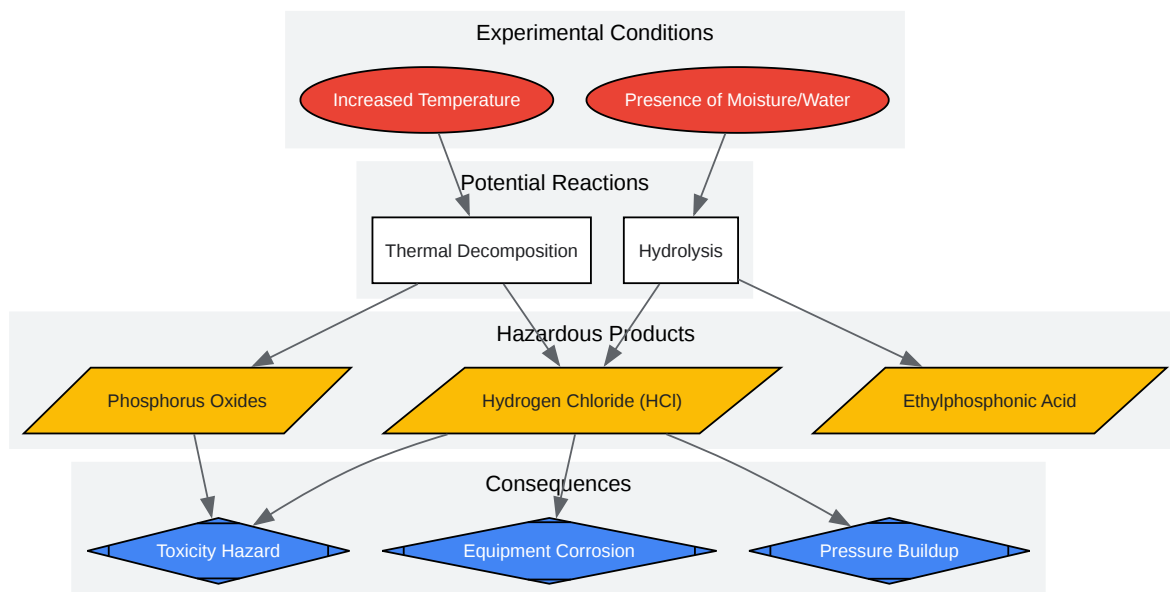 Experimental Conditions
Increased Temperature
Presence of Moisture/Water
Potential Reactions
Thermal Decomposition
Hydrolysis
Hazardous Products
Phosphorus Oxides
Hydrogen Chloride (HCl)
Ethylphosphonic Acid
Consequences
Toxicity Hazard
Equipment Corrosion
Pressure Buildup